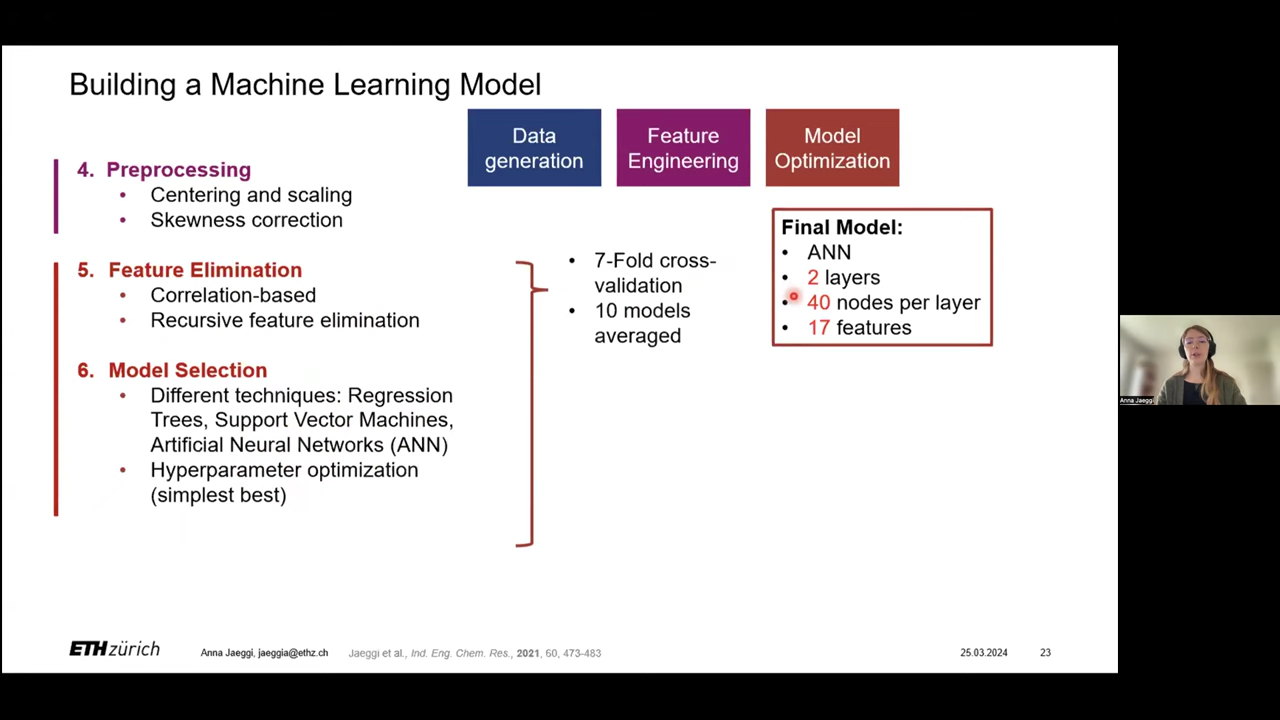 Building a Machine Learning Model
Data
generation
Feature
Engineering
Model
Optimization
4. Preprocessing
• Centering and scaling
• Skewness correction
5. Feature Elimination
• Correlation-based
• Recursive feature elimination
6. Model Selection
• Different techniques: Regression
Trees, Support Vector Machines,
Artificial Neural Networks (ANN)
• Hyperparameter optimization
(simplest best)
• 7-Fold cross-
validation
• 10 models
averaged
Final Model:
• ANN
• 2 layers
• 40 nodes per layer
• 17 features
Anna Jaeggi
ETH zürich
Anna Jaeggi, jaeggia@ethz.ch
Jaeggi et al., Ind. Eng. Chem. Res., 2021, 60, 473-483
25.03.2024
23